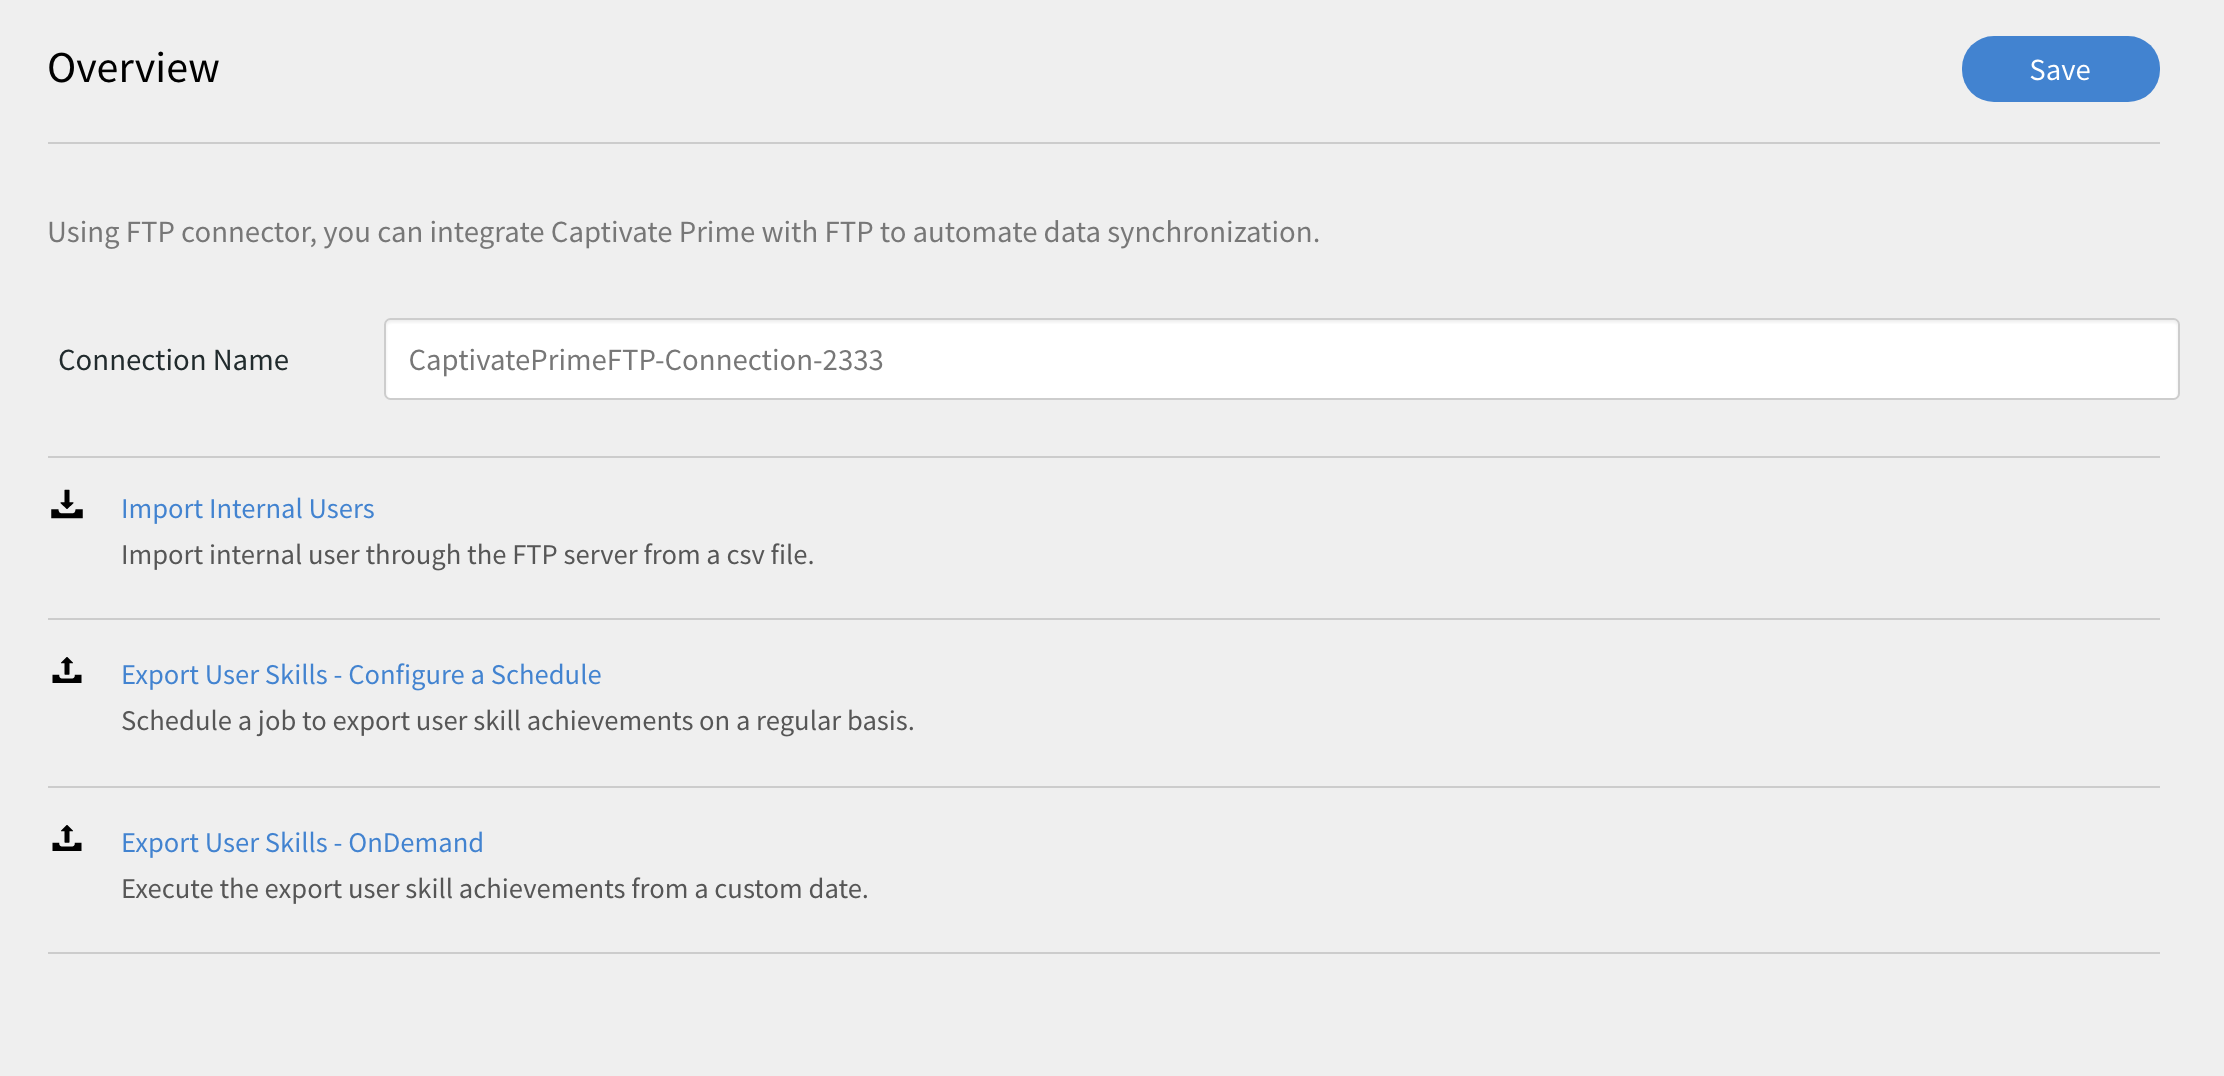 Overview
Save
Using FTP connector, you can integrate Captivate Prime with FTP to automate data synchronization.
Connection Name
CaptivatePrimeFTP-Connection-2333
Import Internal Users
Import internal user through the FTP server from a csv file.
Export User Skills - Configure a Schedule
Schedule a job to export user skill achievements on a regular basis.
Export User Skills - OnDemand
Execute the export user skill achievements from a custom date.